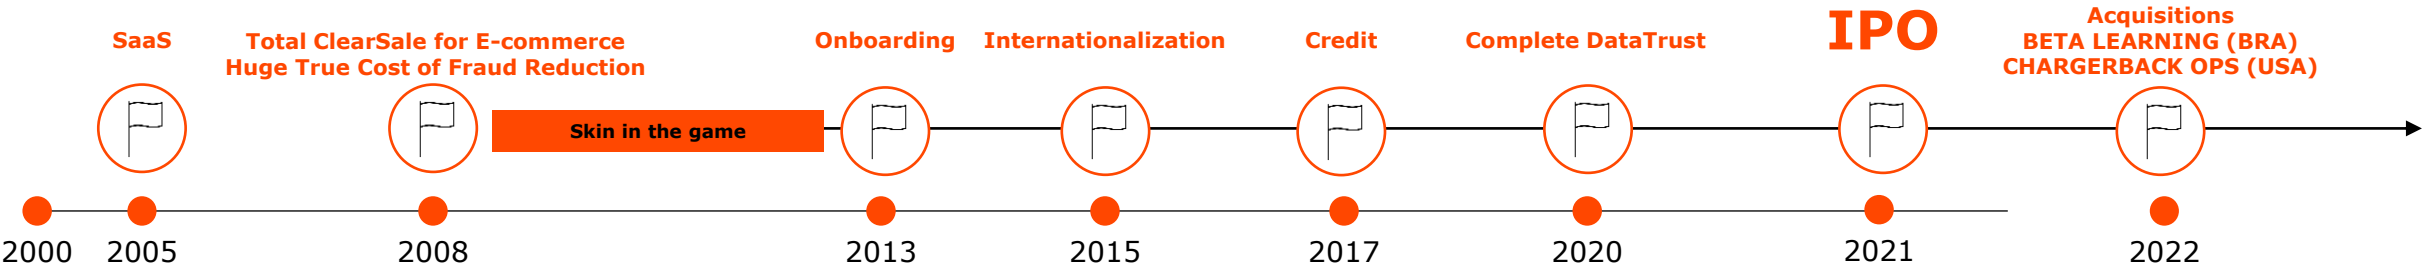 SaaS
Total ClearSale for E-commerce
Huge True Cost of Fraud Reduction
Onboarding
Internationalization
Credit
Complete DataTrust
IPO
Acquisitions
BETA LEARNING (BRA)
CHARGERBACK OPS (USA)
Skin in the game
2000
2005
2008
2013
2015
2017
2020
2021
2022